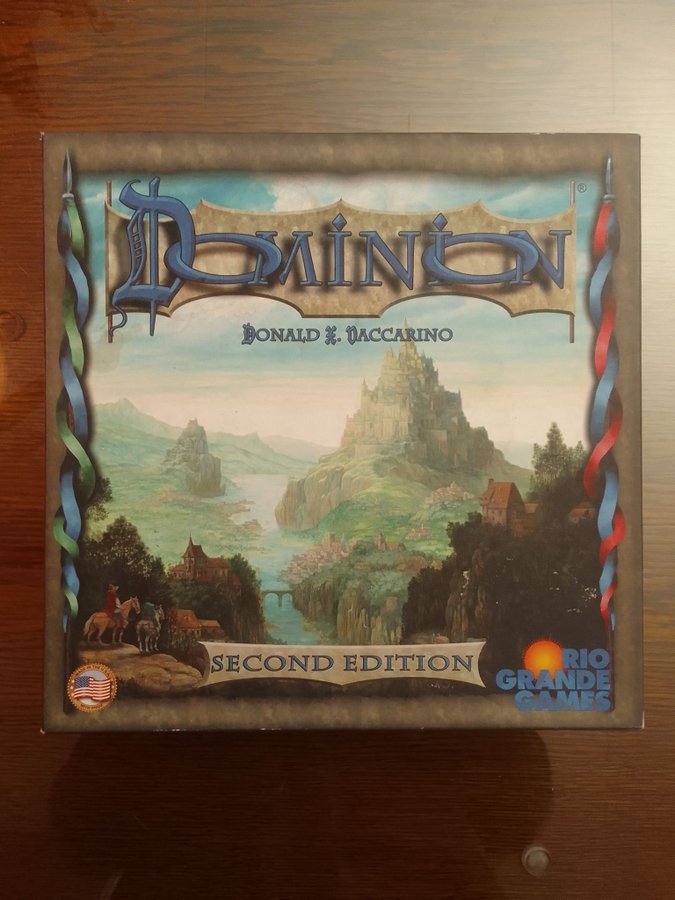 DOMINION®
DONALD X. VACCARINO
SECOND EDITION
RIO
GRANDE
GAMES